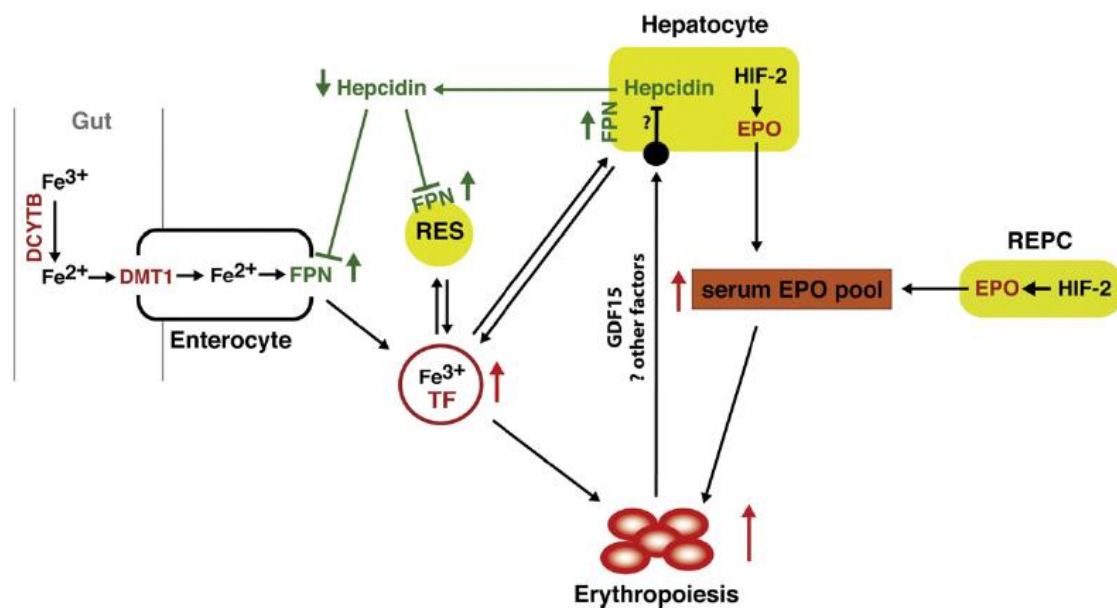 Hepatocyte
HIF-2
Hepcidin
Hepcidin
EPO
FPN
?
Gut
Fe3+
DCYTB
Fe2+
DMT1
Fe2+
FPN
Enterocyte
FPN
RES
REPC
EPO
HIF-2
serum EPO pool
GDF15
? other factors
Fe3+
TF
Erythropoiesis